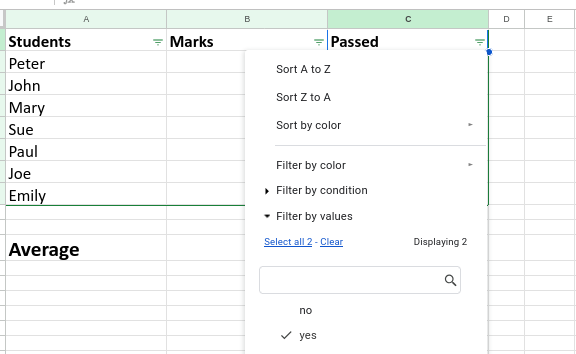 A B C D E
Students Marks Passed
Peter
John
Mary
Sue
Paul
Joe
Emily
Average
Sort A to Z
Sort Z to A
Sort by color
Filter by color
Filter by condition
Filter by values
Select all 2 - Clear Displaying 2
no
yes